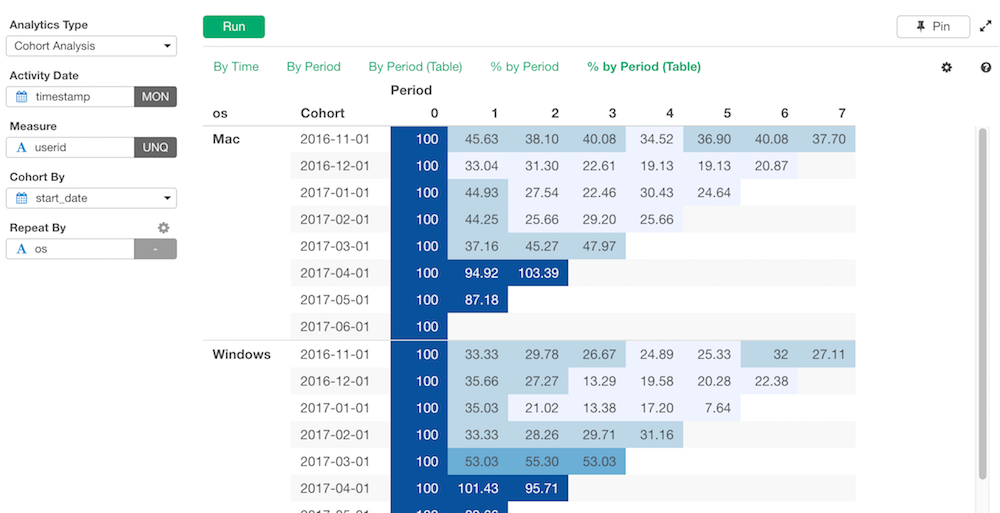 Analytics Type
Cohort Analysis
Activity Date
timestamp MON
Measure
A userid UNQ
Cohort By
start_date
Repeat By
A os -
Run Pin
By Time By Period By Period (Table) % by Period % by Period (Table)
Period
os Cohort 0 1 2 3 4 5 6 7
Mac 2016-11-01 100 45.63 38.10 40.08 34.52 36.90 40.08 37.70
2016-12-01 100 33.04 31.30 22.61 19.13 19.13 20.87
2017-01-01 100 44.93 27.54 22.46 30.43 24.64
2017-02-01 100 44.25 25.66 29.20 25.66
2017-03-01 100 37.16 45.27 47.97
2017-04-01 100 94.92 103.39
2017-05-01 100 87.18
2017-06-01 100
Windows 2016-11-01 100 33.33 29.78 26.67 24.89 25.33 32 27.11
2016-12-01 100 35.66 27.27 13.29 19.58 20.28 22.38
2017-01-01 100 35.03 21.02 13.38 17.20 7.64
2017-02-01 100 33.33 28.26 29.71 31.16
2017-03-01 100 53.03 55.30 53.03
2017-04-01 100 101.43 95.71